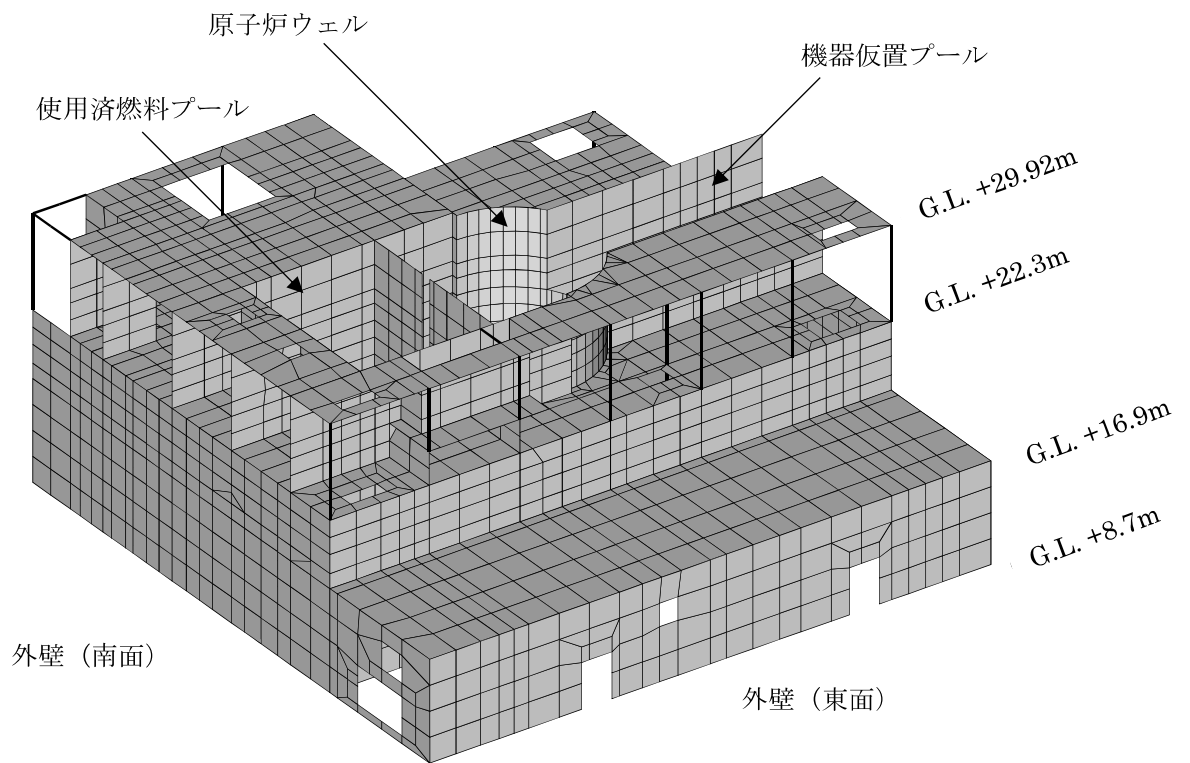 原子炉ウェル
機器仮置プール
使用済燃料プール
G.L. +29.92m
G.L. +22.3m
G.L. +16.9m
G.L. +8.7m
外壁（南面）
外壁（東面）